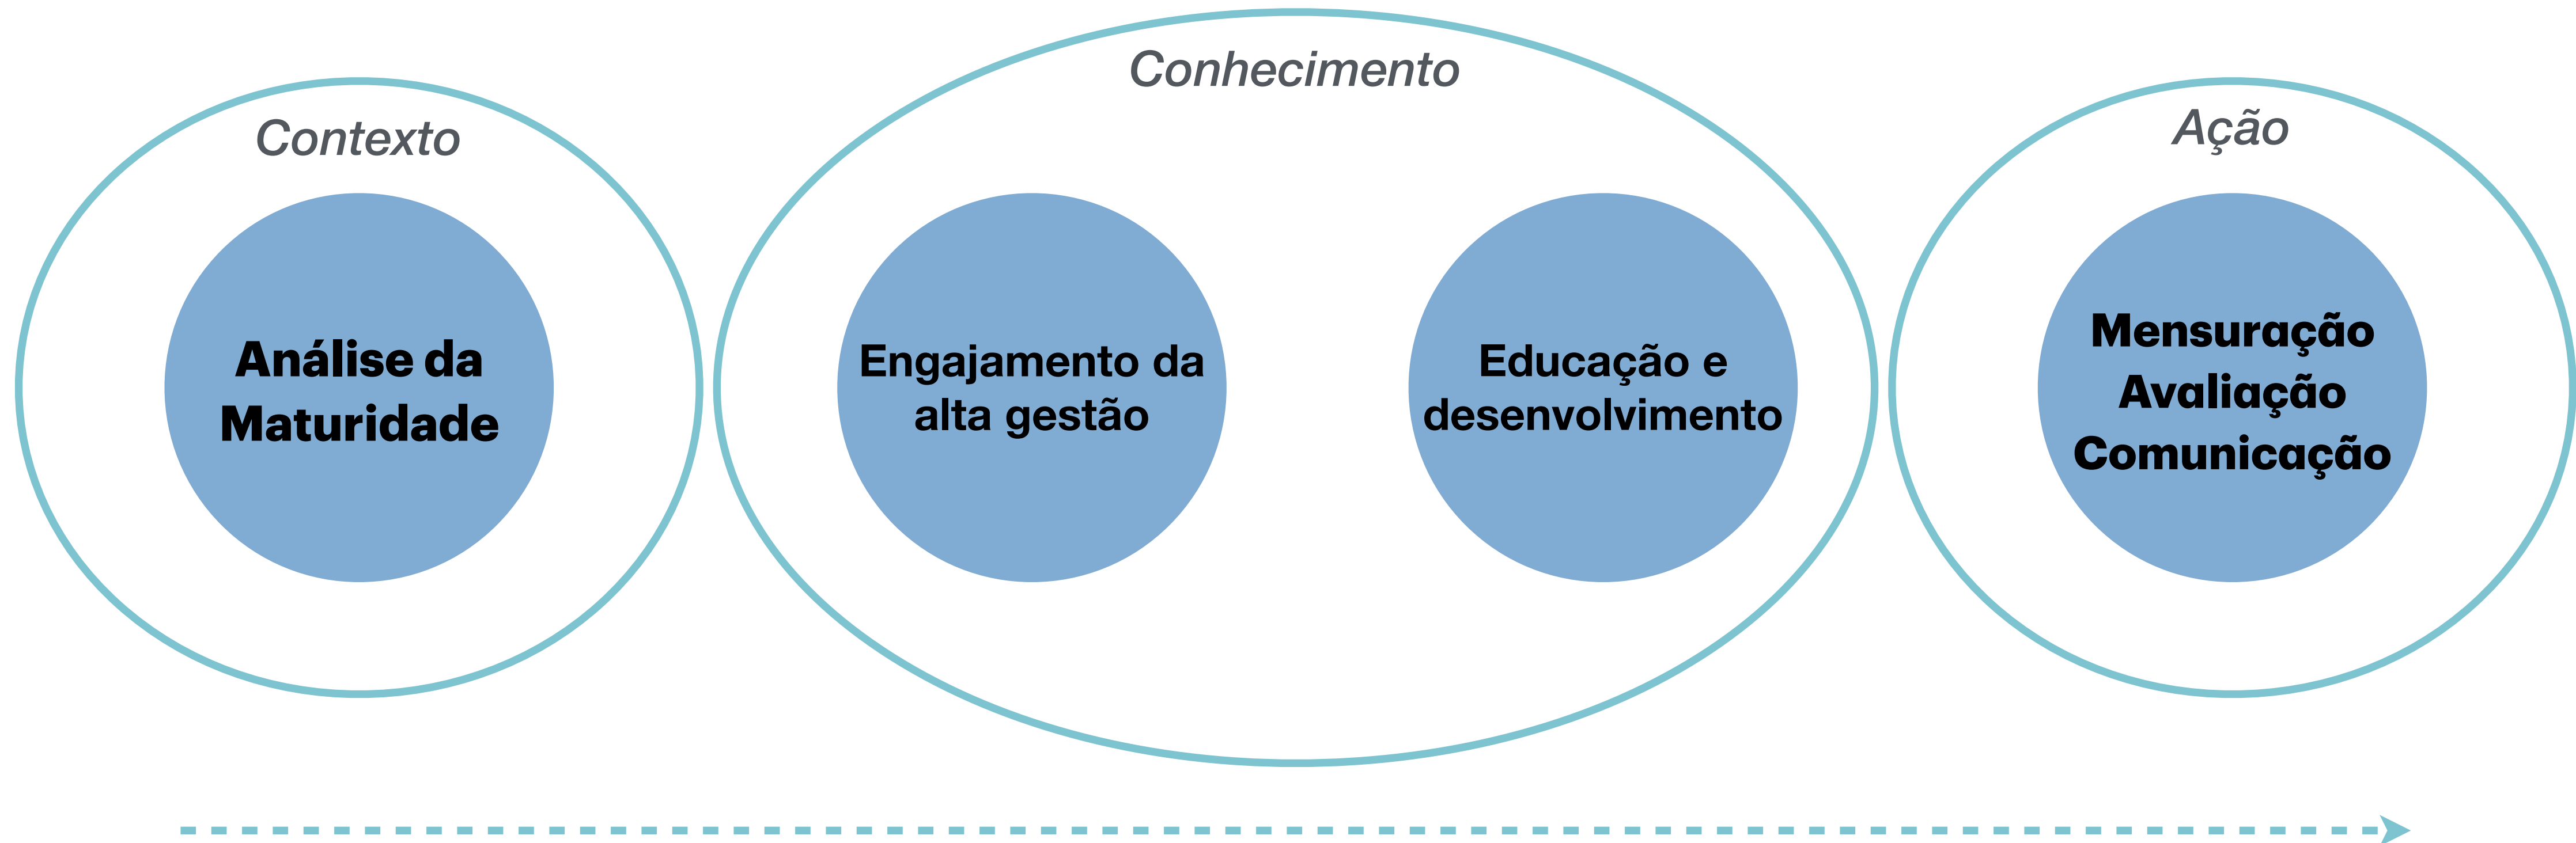 Contexto
Análise da
Maturidade
Conhecimento
Engajamento da
alta gestão
Educação e
desenvolvimento
Ação
Mensuração
Avaliação
Comunicação